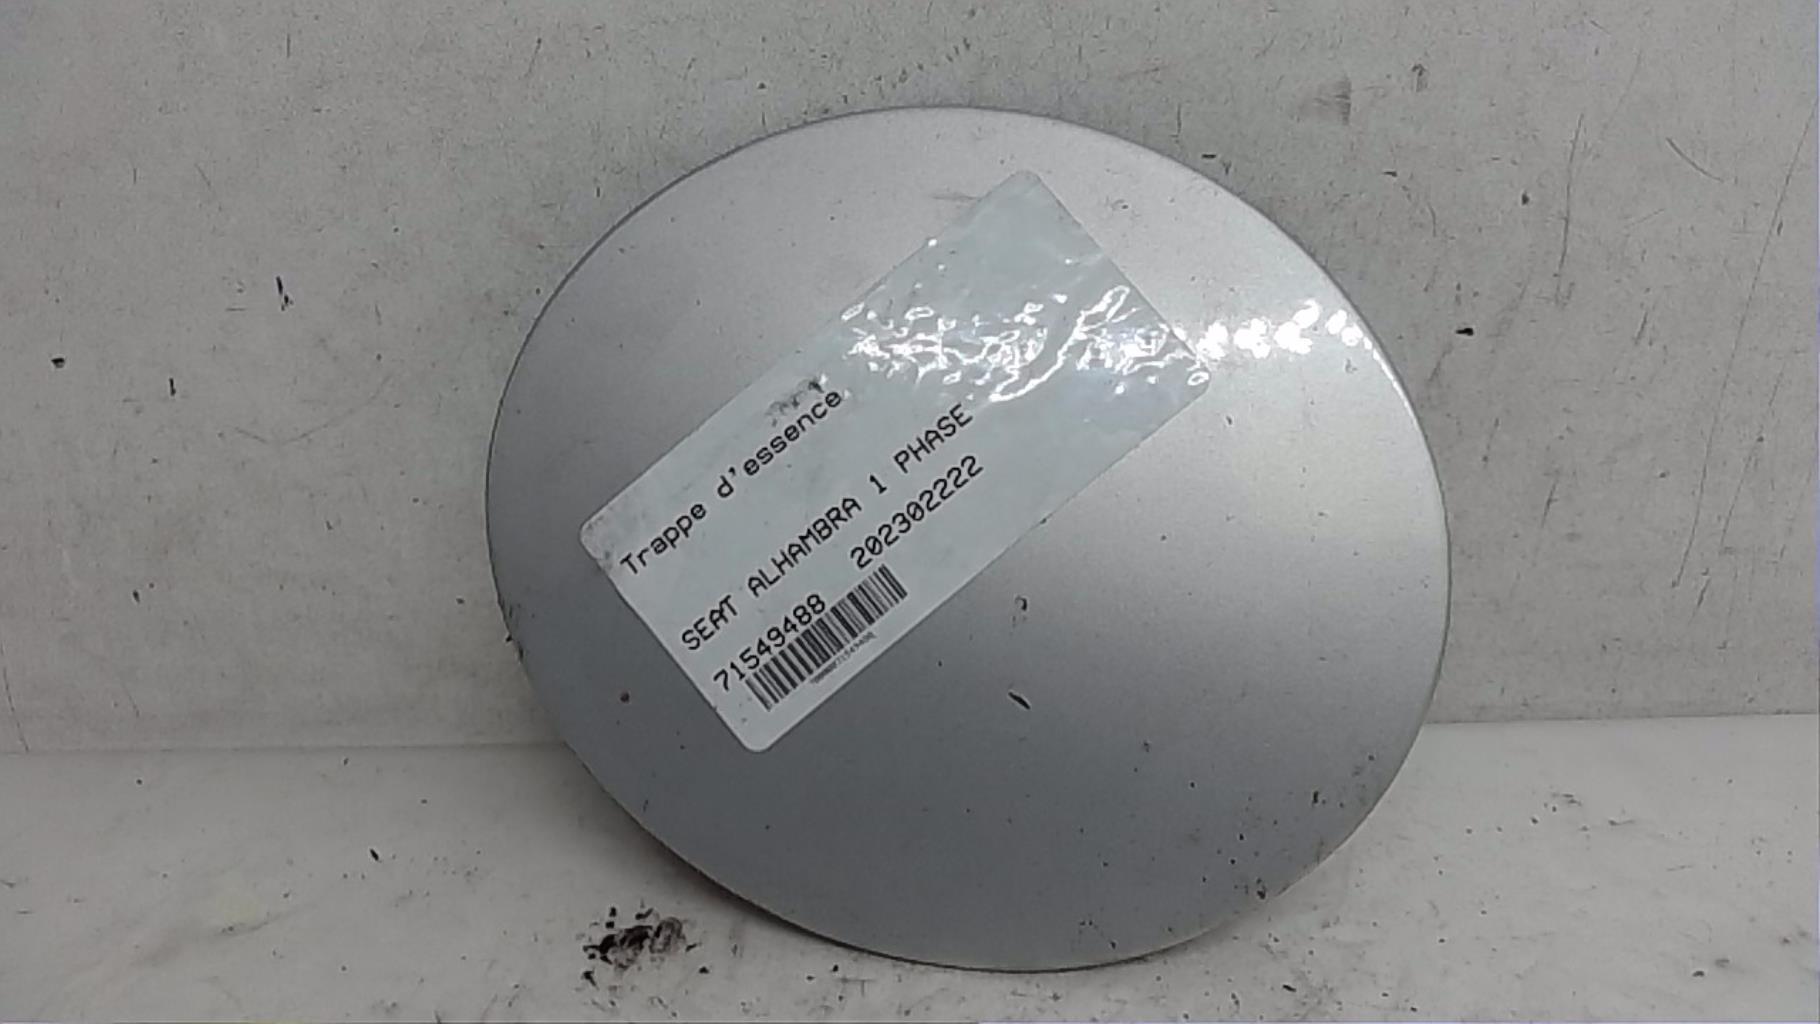 Trappe d'essence
SEAT ALHAMBRA 1 PHASE
71549488 202302222